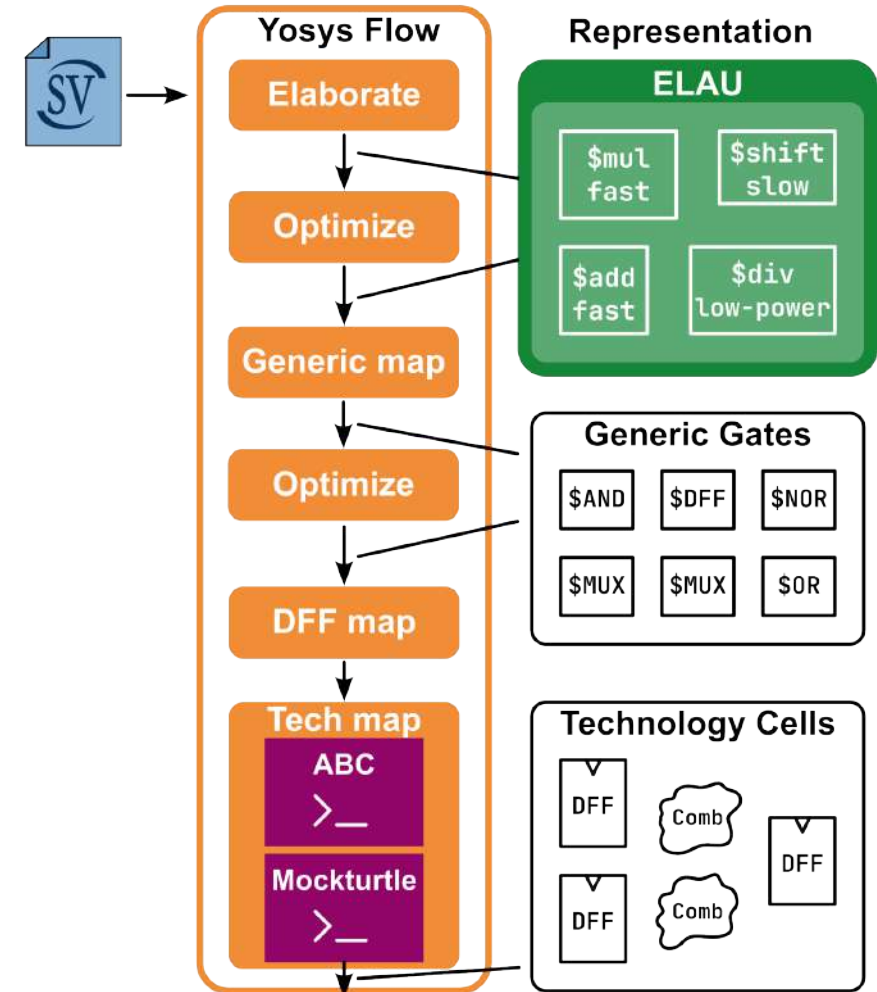 Yosys Flow
Representation
SV
Elaborate
Optimize
Generic map
Optimize
DFF map
Tech map
ABC
>_
Mockturtle
>_
ELAU
$mul
fast
$shift
slow
$add
fast
$div
low-power
Generic Gates
$AND
$DFF
$NOR
$MUX
$MUX
$OR
Technology Cells
DFF
Comb
DFF
DFF
Comb